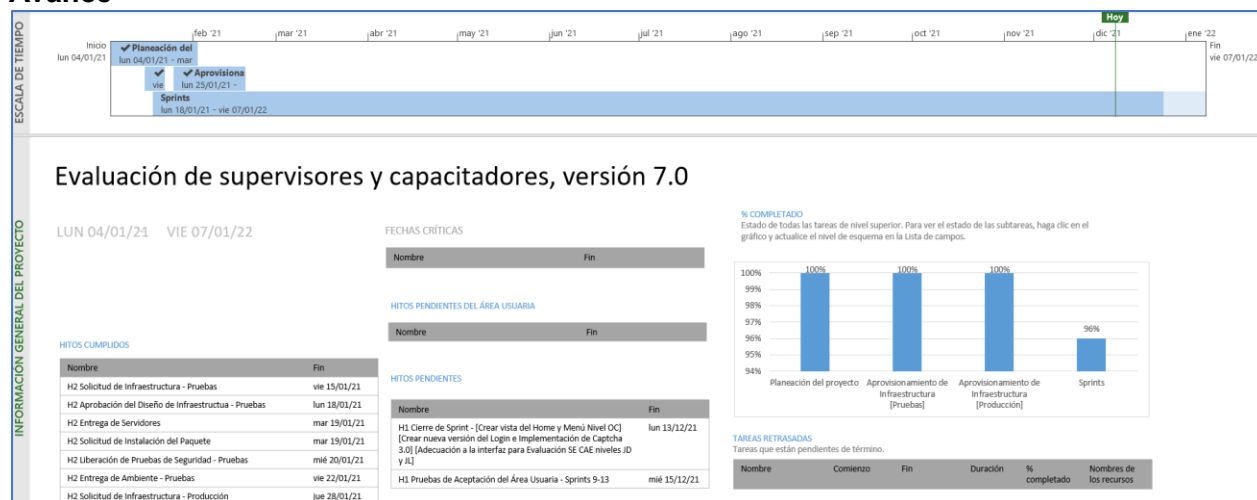 Avance
ESCALA DE TIEMPO
Hoy
feb '21 mar '21 abr '21 may '21 jun '21 jul '21 ago '21 sep '21 oct '21 nov '21 dic '21 ene '22
Inicio
lun 04/01/21
✔ Planeación del
lun 04/01/21 - mar
✔
vie
✔ Aprovisiona
lun 25/01/21 -
Sprints
lun 18/01/21 - vie 07/01/22
Fin
vie 07/01/22
INFORMACIÓN GENERAL DEL PROYECTO
Evaluación de supervisores y capacitadores, versión 7.0
LUN 04/01/21 - VIE 07/01/22
HITOS CUMPLIDOS
Nombre Fin
H2 Solicitud de Infraestructura - Pruebas vie 15/01/21
H2 Aprobación del Diseño de Infraestructua - Pruebas lun 18/01/21
H2 Entrega de Servidores mar 19/01/21
H2 Solicitud de Instalación del Paquete mar 19/01/21
H2 Liberación de Pruebas de Seguridad - Pruebas mié 20/01/21
H2 Entrega de Ambiente - Pruebas vie 22/01/21
H2 Solicitud de Infraestructura - Producción jue 28/01/21
FECHAS CRÍTICAS
Nombre Fin
HITOS PENDIENTES DEL ÁREA USUARIA
Nombre Fin
HITOS PENDIENTES
Nombre Fin
H1 Cierre de Sprint - [Crear vista del Home y Menú Nivel OC] lun 13/12/21
[Crear nueva versión del Login e Implementación de Captcha
3.0] [Adecuación a la interfaz para Evaluación SE CAE niveles JD
y JL]
H1 Pruebas de Aceptación del Área Usuaria - Sprints 9-13 mié 15/12/21
% COMPLETADO
Estado de todas las tareas de nivel superior. Para ver el estado de las subtareas, haga clic en el
gráfico y actualice el nivel de esquema en la Lista de campos.
100% 100% 100% 96%
100%
99%
98%
97%
96%
95%
94%
Planeación del proyecto
Aprovisionamiento de
Infraestructura
[Pruebas]
Aprovisionamiento de
Infraestructura
[Producción]
Sprints
TAREAS RETRASADAS
Tareas que están pendientes de término.
Nombre Comienzo Fin Duración % Nombres de
completado los recursos